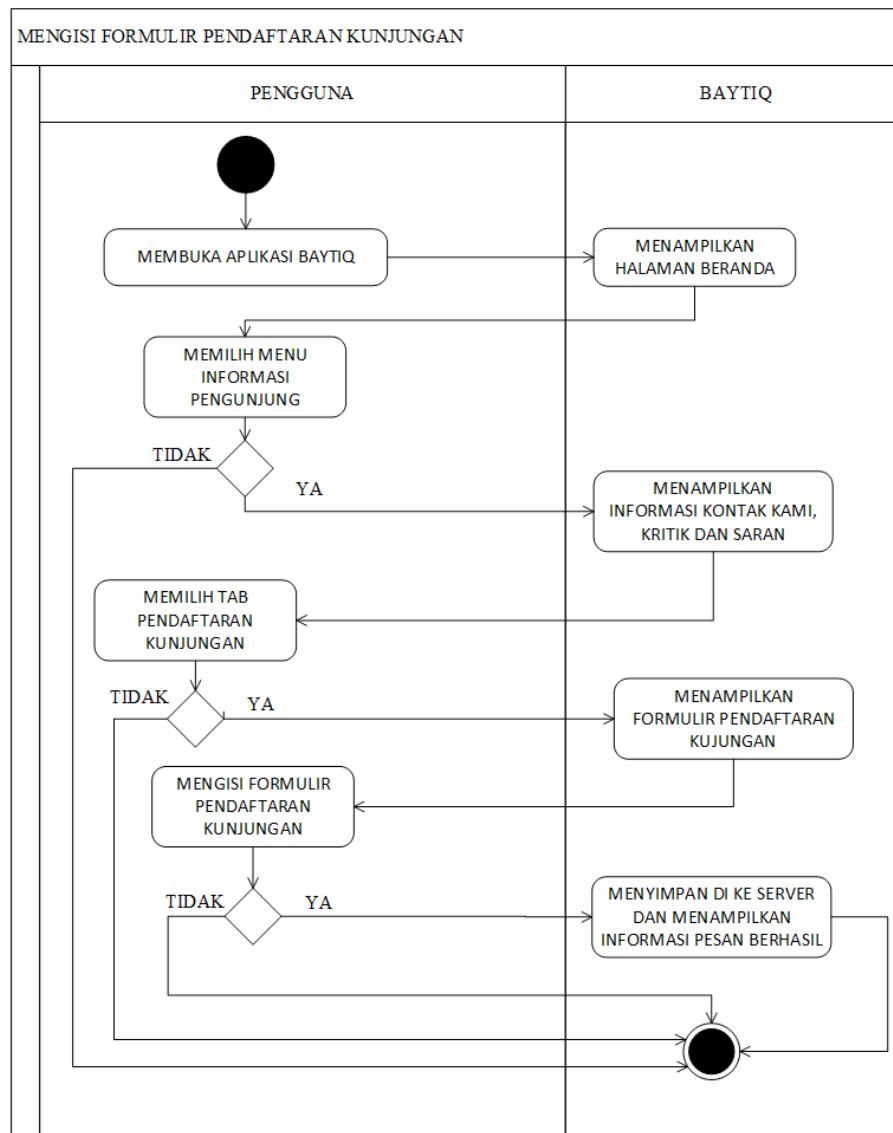 MENGISI FORMULIR PENDAFTARAN KUNJUNGAN
PENGGUNA
BAYTIQ
MEMBUKA APLIKASI BAYTIQ
MENAMPILKAN
HALAMAN BERANDA
MEMILIH MENU
INFORMASI
PENGUNJUNG
TIDAK
YA
MENAMPILKAN
INFORMASI KONTAK KAMI,
KRITIK DAN SARAN
MEMILIH TAB
PENDAFTARAN
KUNJUNGAN
TIDAK
YA
MENAMPILKAN
FORMULIR PENDAFTARAN
KUJUNGAN
MENGISI FORMULIR
PENDAFTARAN
KUNJUNGAN
TIDAK
YA
MENYIMPAN DI KE SERVER
DAN MENAMPILKAN
INFORMASI PESAN BERHASIL